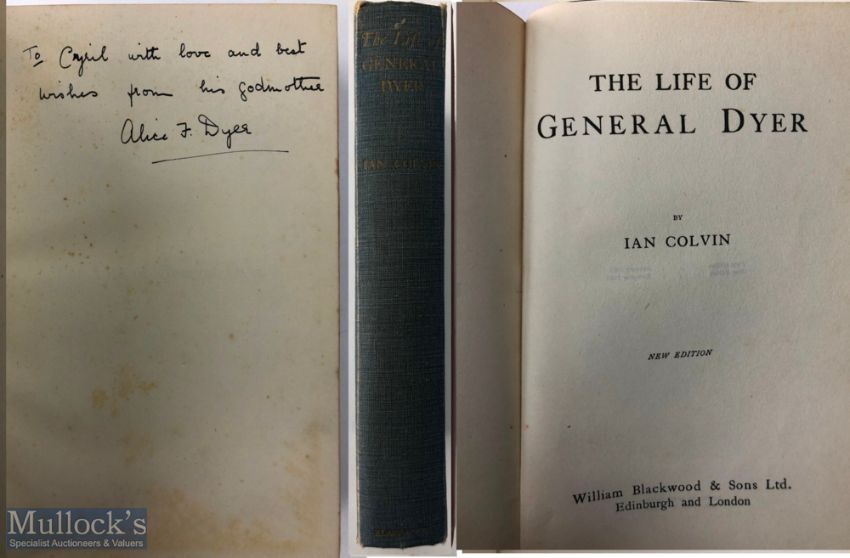 To Cyril with love and best
wishes from his Godmother
Alice F. Dyer
Mullock's
Specialist Auctioneers & Valuers
The Life of
GENERAL
DYER
IAN COLVIN
THE LIFE OF
GENERAL DYER
BY
IAN COLVIN
NEW EDITION
William Blackwood & Sons Ltd.
Edinburgh and London